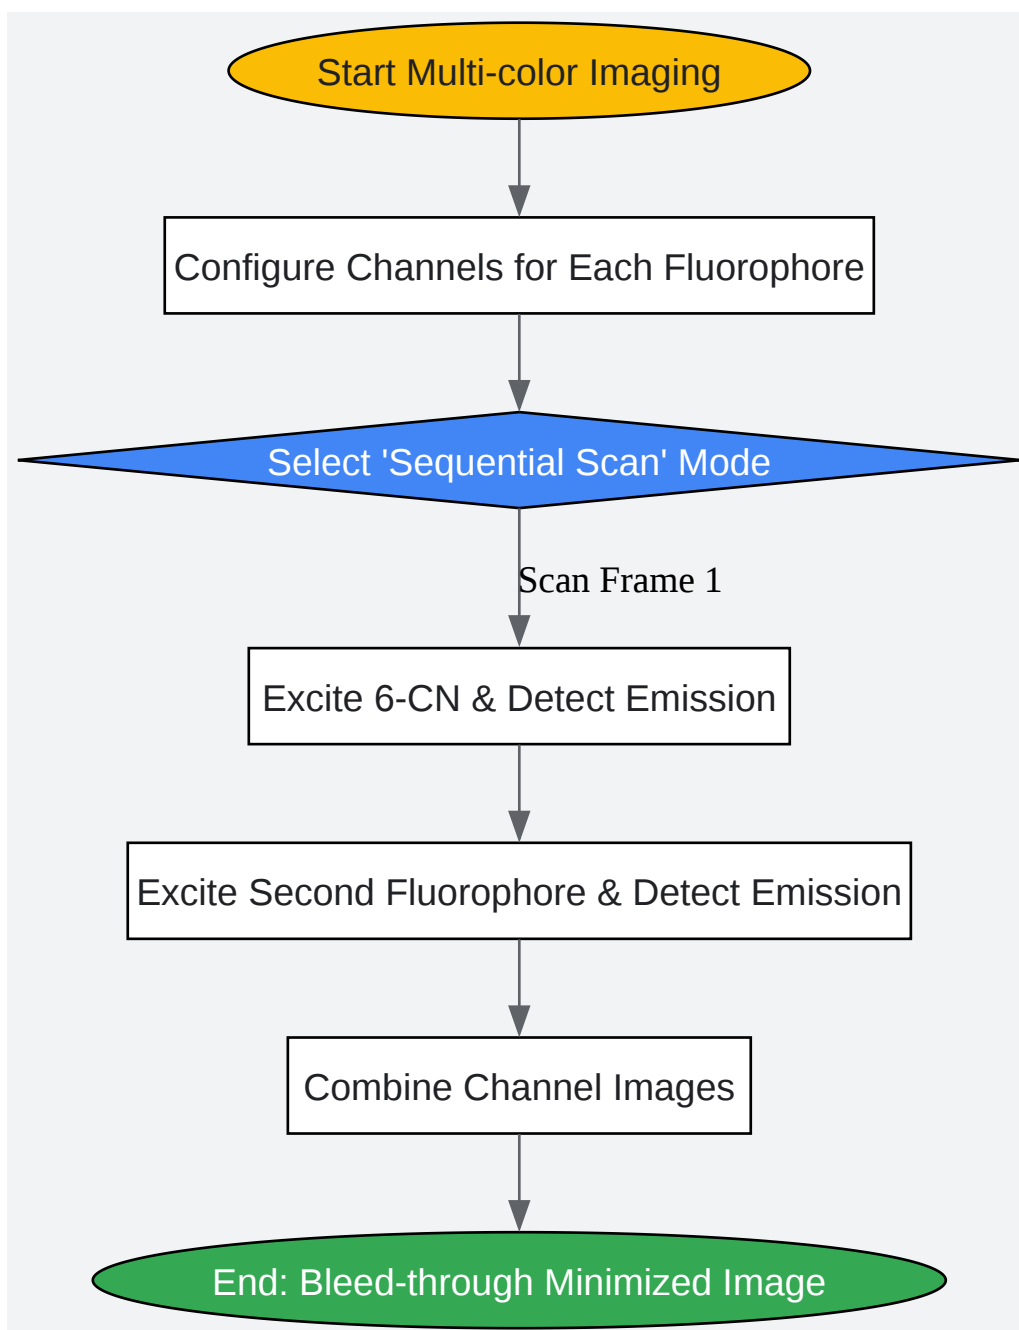 Start Multi-color Imaging
Configure Channels for Each Fluorophore
Select 'Sequential Scan' Mode
Scan Frame 1
Excite 6-CN & Detect Emission
Excite Second Fluorophore & Detect Emission
Combine Channel Images
End: Bleed-through Minimized Image